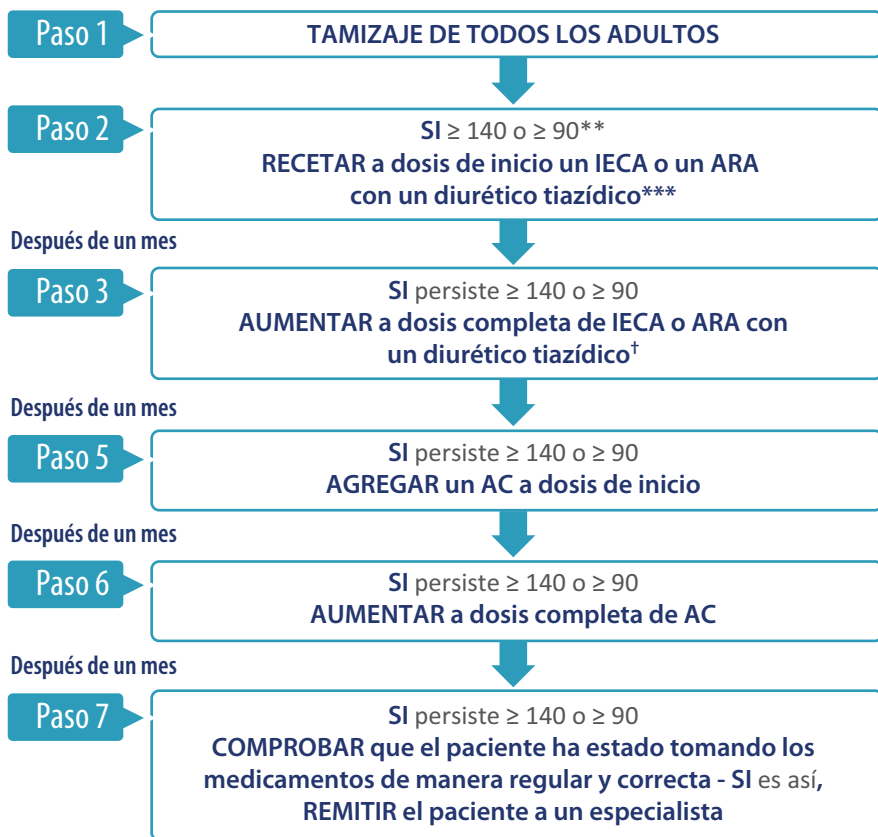 Paso 1
TAMIZAJE DE TODOS LOS ADULTOS
Paso 2
SI ≥ 140 o ≥ 90**
RECETAR a dosis de inicio un IECA o un ARA
con un diurético tiazídico***
Después de un mes
Paso 3
SI persiste ≥ 140 o ≥ 90
AUMENTAR a dosis completa de IECA o ARA con
un diurético tiazídico†
Después de un mes
Paso 5
SI persiste ≥ 140 o ≥ 90
AGREGAR un AC a dosis de inicio
Después de un mes
Paso 6
SI persiste ≥ 140 o ≥ 90
AUMENTAR a dosis completa de AC
Después de un mes
Paso 7
SI persiste ≥ 140 o ≥ 90
COMPROBAR que el paciente ha estado tomando los
medicamentos de manera regular y correcta - SI es así,
REMITIR el paciente a un especialista